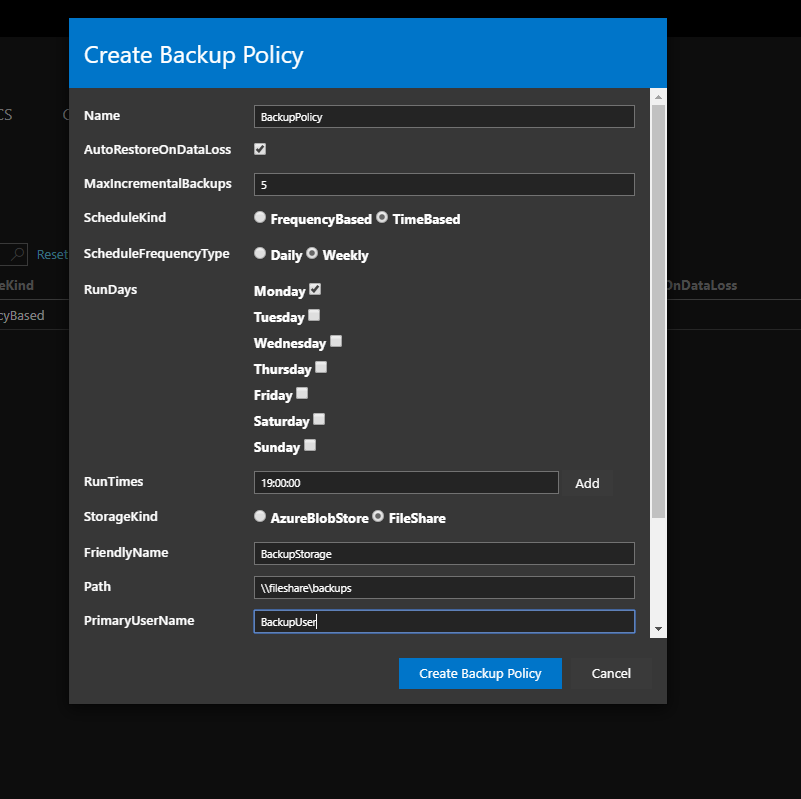 Create Backup Policy
Name BackupPolicy
AutoRestoreOnDataLoss
MaxIncrementalBackups 5
ScheduleKind FrequencyBased TimeBased
ScheduleFrequencyType Daily Weekly
Reset
RunDays Monday
eKind
OnDataLoss
Tuesday
cyBased
Wednesday
Thursday
Friday
Saturday
Sunday
RunTimes 19:00:00 Add
StorageKind AzureBlobStore FileShare
FriendlyName BackupStorage
Path \\fileshare\backups
PrimaryUserName BackupUser
Create Backup Policy Cancel